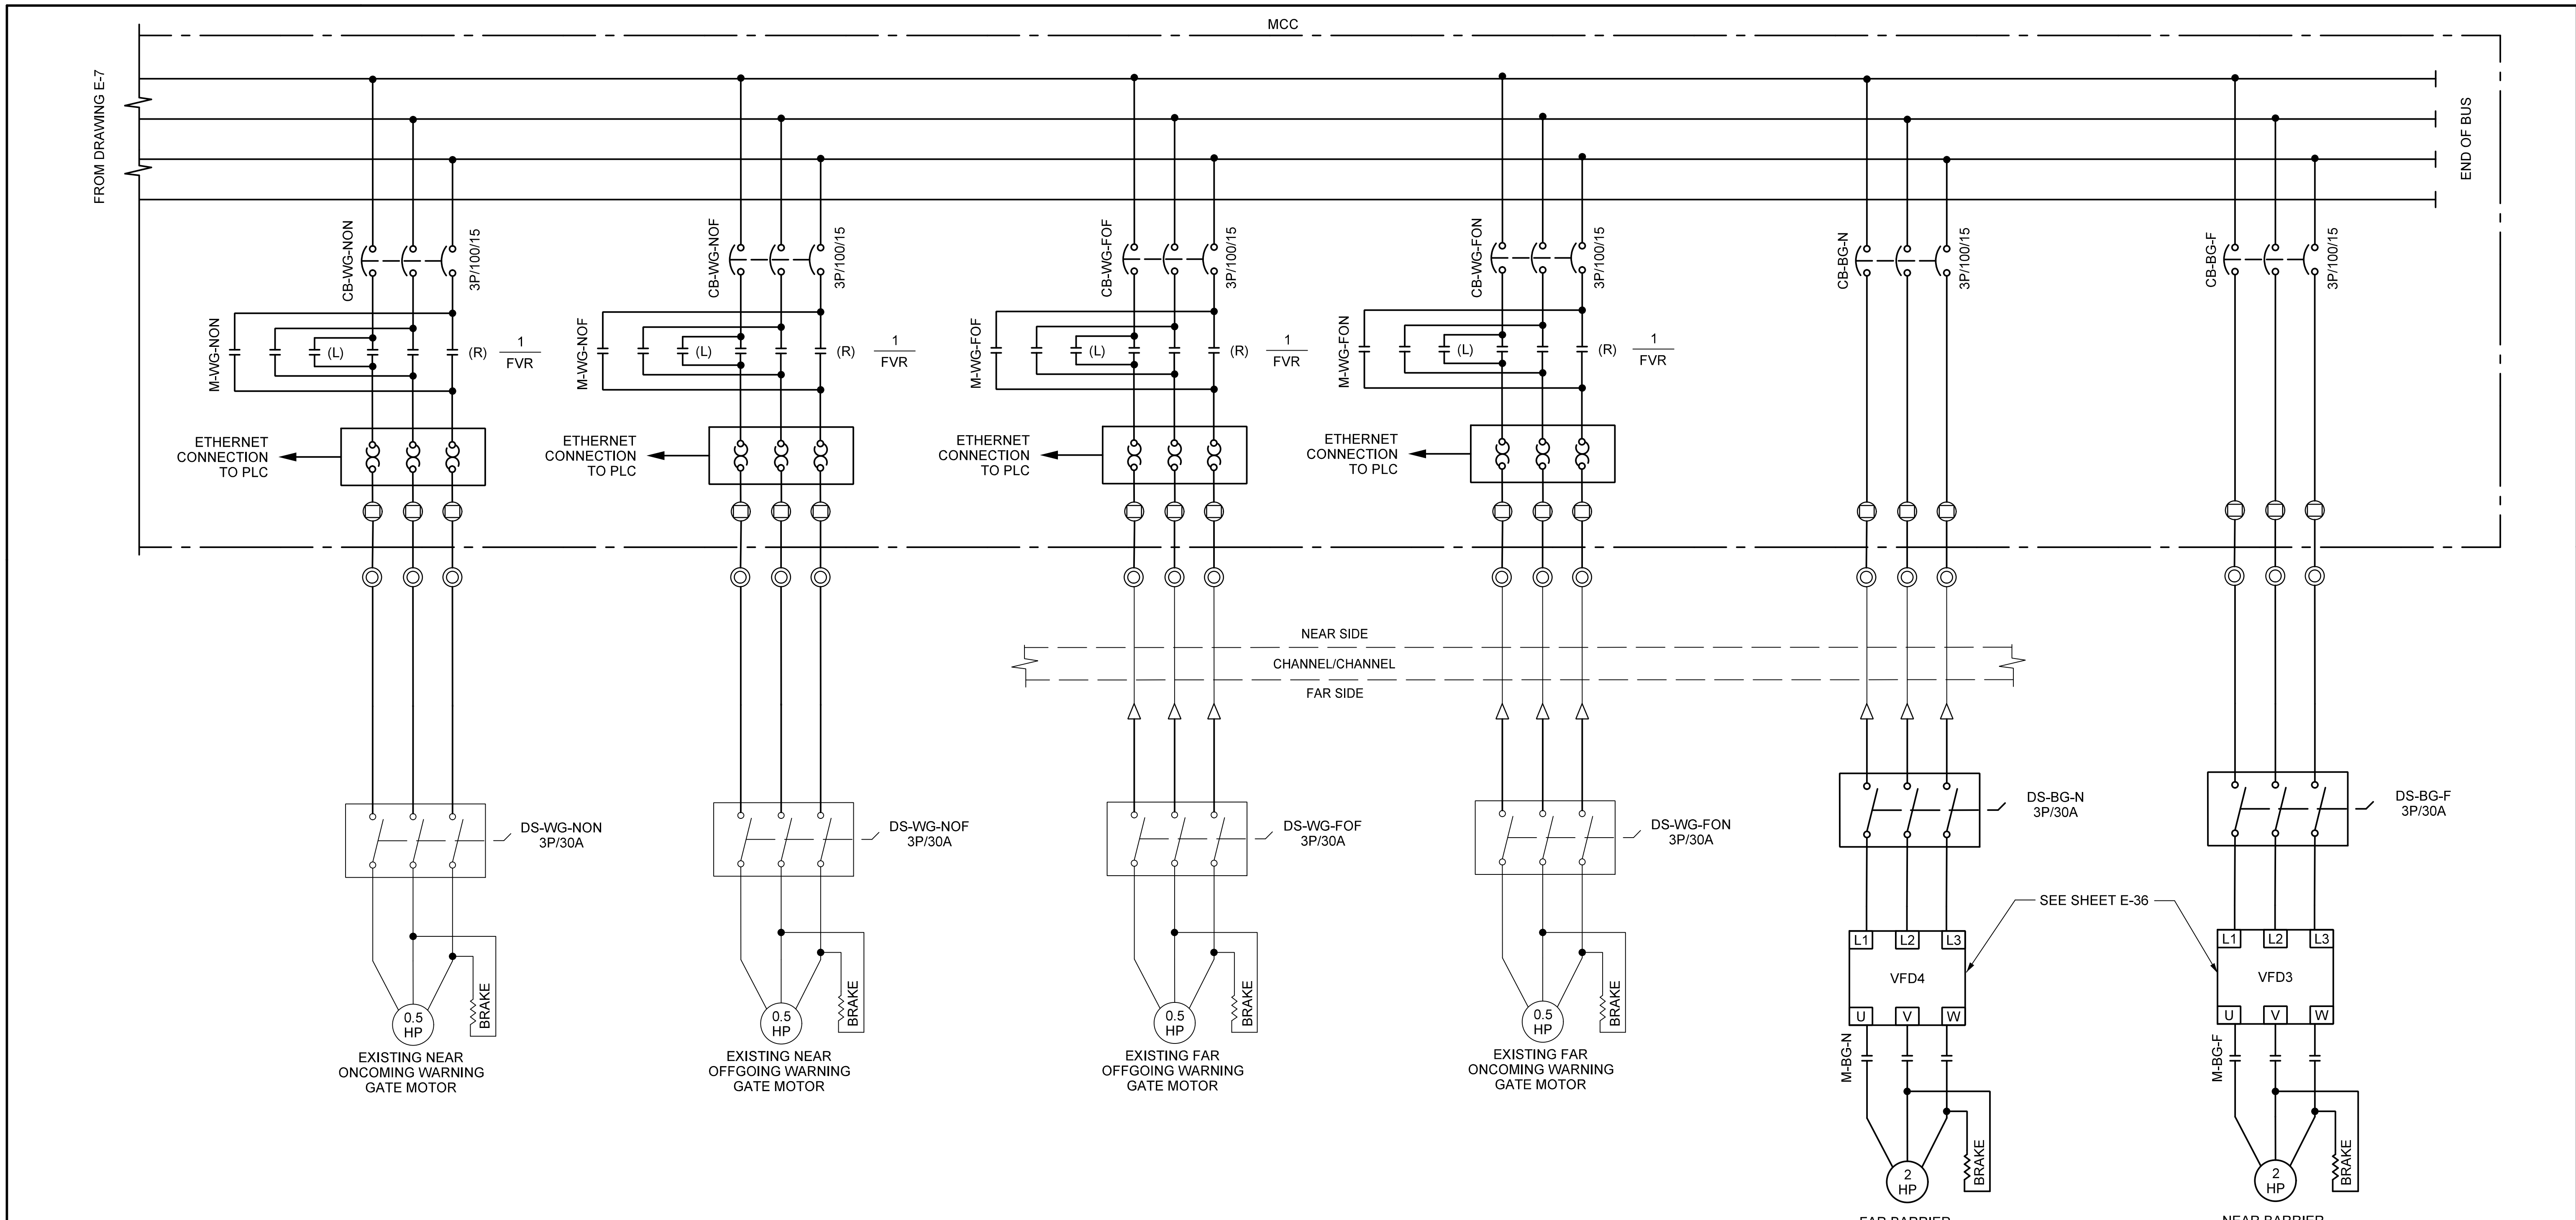 MCC
FROM DRAWING E-7
END OF BUS
CB-WG-NON
3P/100/15
CB-WG-NOF
3P/100/15
CB-WG-FOF
3P/100/15
CB-WG-FON
3P/100/15
CB-BG-N
3P/100/15
CB-BG-F
3P/100/15
M-WG-NON
(L)
(R)
1
FVR
M-WG-NOF
(L)
(R)
1
FVR
M-WG-FOF
(L)
(R)
1
FVR
M-WG-FON
(L)
(R)
1
FVR
ETHERNET
CONNECTION
TO PLC
ETHERNET
CONNECTION
TO PLC
ETHERNET
CONNECTION
TO PLC
ETHERNET
CONNECTION
TO PLC
NEAR SIDE
CHANNEL/CHANNEL
FAR SIDE
DS-WG-NON
3P/30A
DS-WG-NOF
3P/30A
DS-WG-FOF
3P/30A
DS-WG-FON
3P/30A
DS-BG-N
3P/30A
DS-BG-F
3P/30A
SEE SHEET E-36
L1 L2 L3
VFD4
U V W
L1 L2 L3
VFD3
U V W
0.5
HP
BRAKE
EXISTING NEAR
ONCOMING WARNING
GATE MOTOR
0.5
HP
BRAKE
EXISTING NEAR
OFFGOING WARNING
GATE MOTOR
0.5
HP
BRAKE
EXISTING FAR
OFFGOING WARNING
GATE MOTOR
0.5
HP
BRAKE
EXISTING FAR
ONCOMING WARNING
GATE MOTOR
M-BG-N
2
HP
BRAKE
FAR BARRIER
M-BG-F
2
HP
BRAKE
NEAR BARRIER